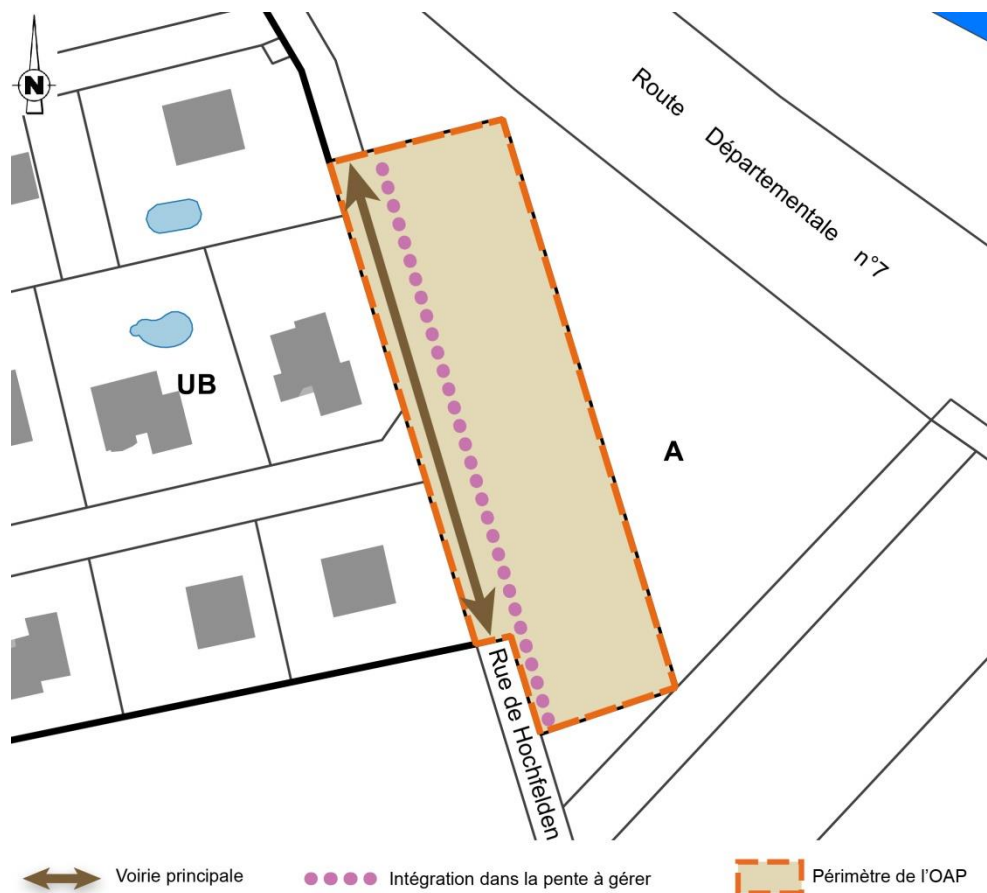 N
Route Départementale n°7
UB
A
Rue de Hochfelden
Voirie principale
Intégration dans la pente à gérer
Périmètre de l'OAP